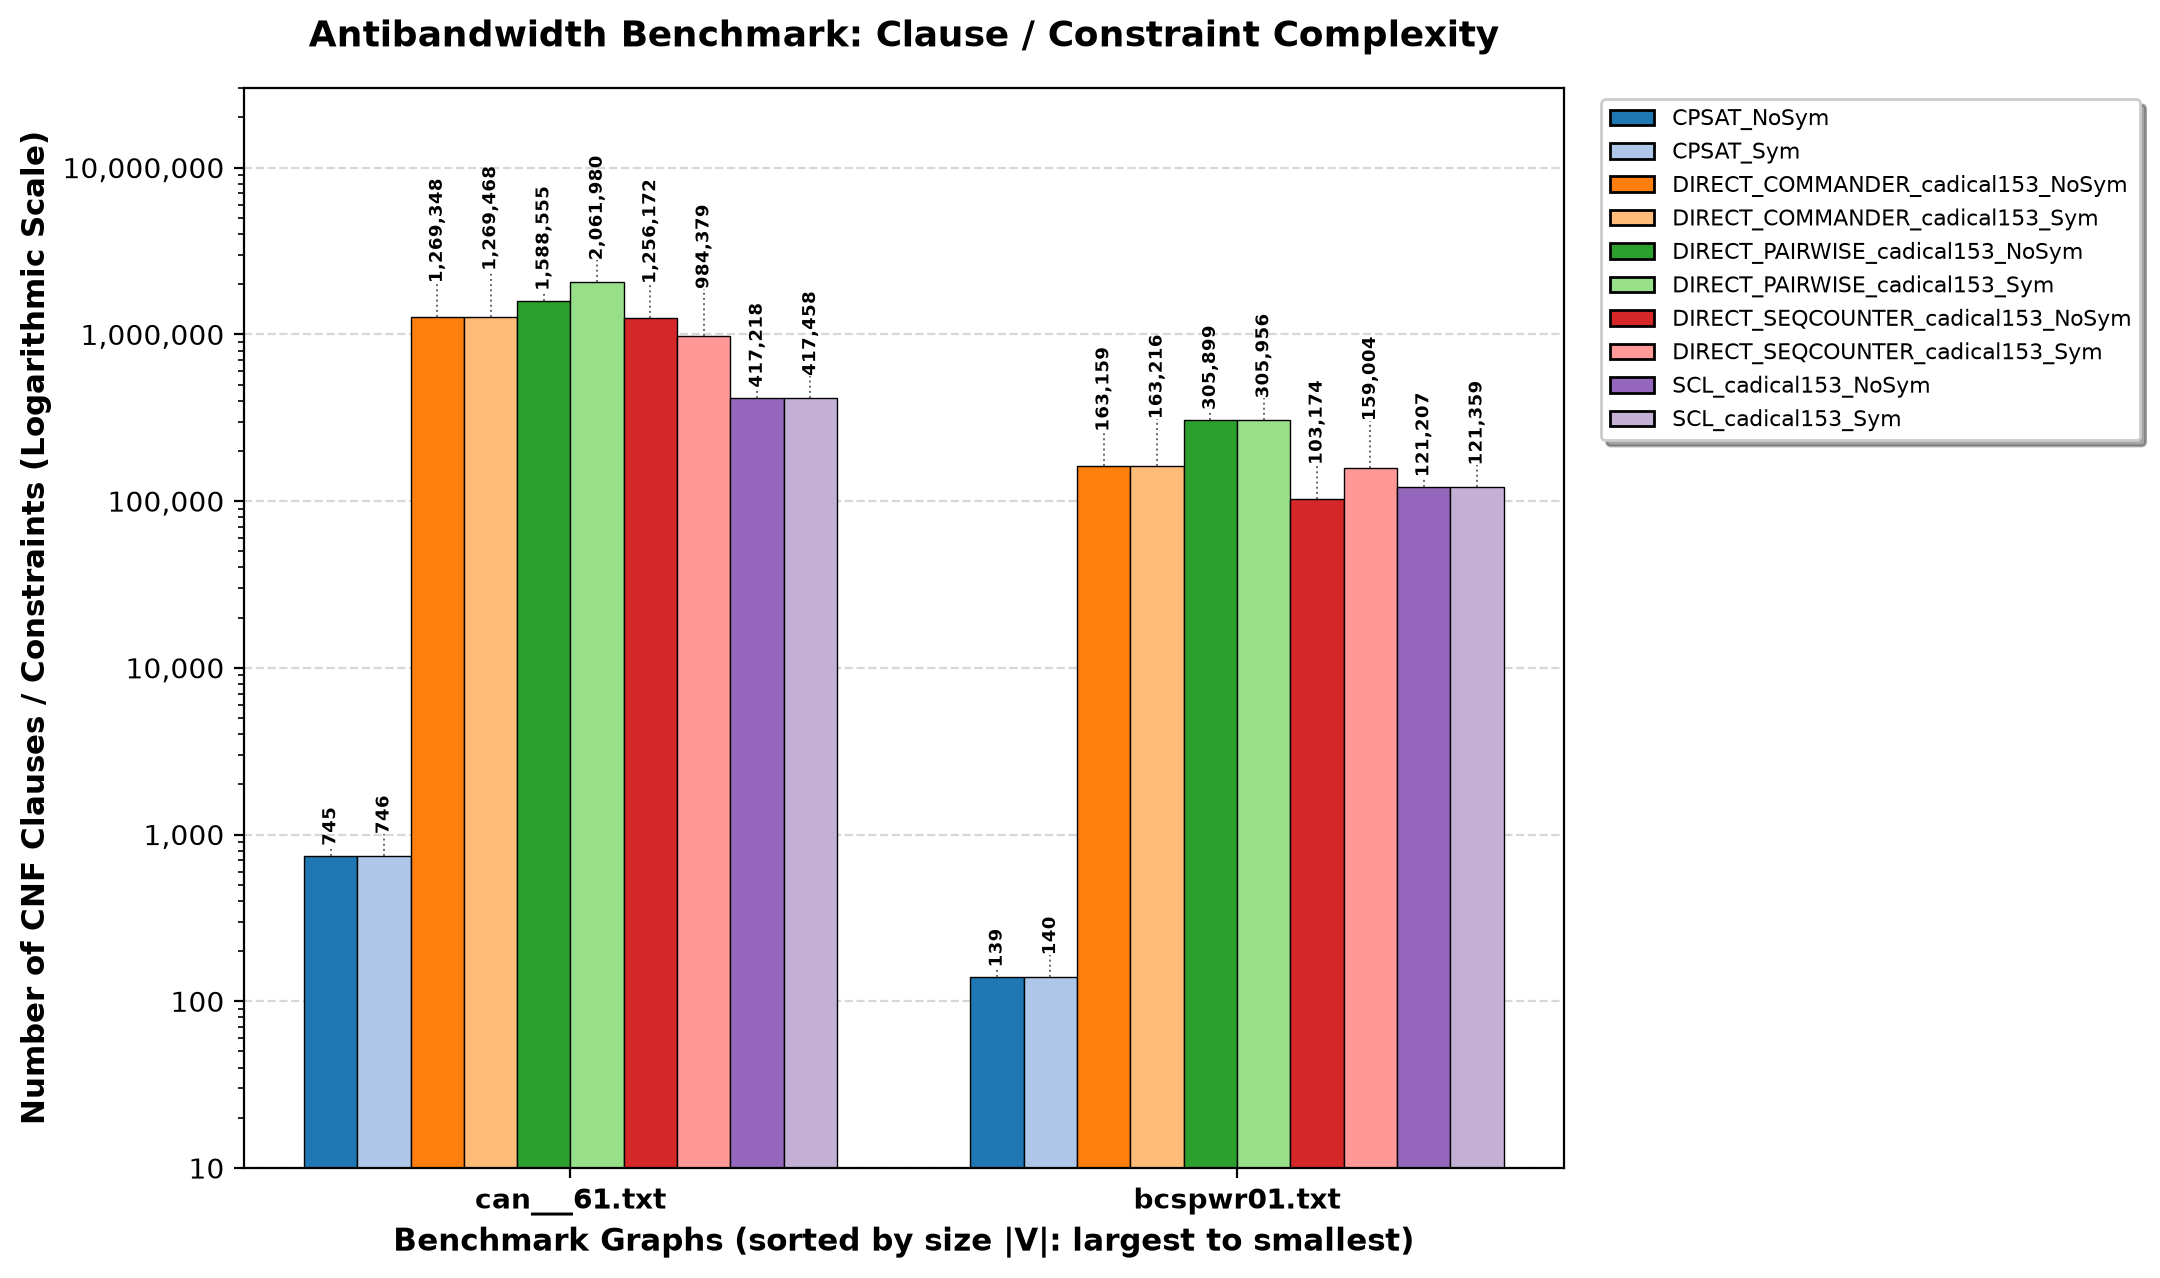 Antibandwidth Benchmark: Clause / Constraint Complexity
Number of CNF Clauses / Constraints (Logarithmic Scale)
10,000,000
1,000,000
100,000
10,000
1,000
100
10
745
746
1,269,348
1,269,468
1,588,555
2,061,980
1,256,172
984,379
417,218
417,458
139
140
163,159
163,216
305,899
305,956
103,174
159,004
121,207
121,359
can___61.txt
bcspwr01.txt
Benchmark Graphs (sorted by size |V|: largest to smallest)
CPSAT_NoSym
CPSAT_Sym
DIRECT_COMMANDER_cadical153_NoSym
DIRECT_COMMANDER_cadical153_Sym
DIRECT_PAIRWISE_cadical153_NoSym
DIRECT_PAIRWISE_cadical153_Sym
DIRECT_SEQCOUNTER_cadical153_NoSym
DIRECT_SEQCOUNTER_cadical153_Sym
SCL_cadical153_NoSym
SCL_cadical153_Sym